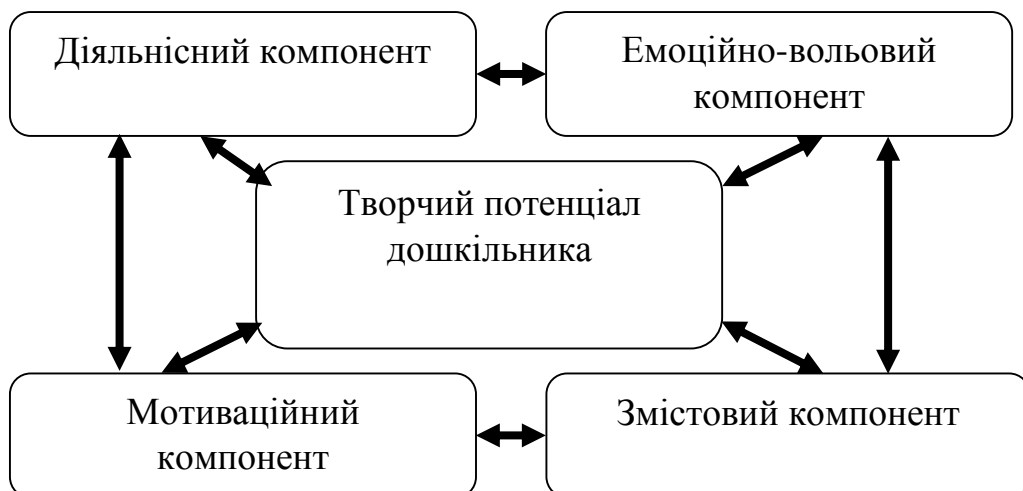 Діяльнісний компонент
Емоційно-вольовий
компонент
Творчий потенціал
дошкільника
Мотиваційний
компонент
Змістовий компонент